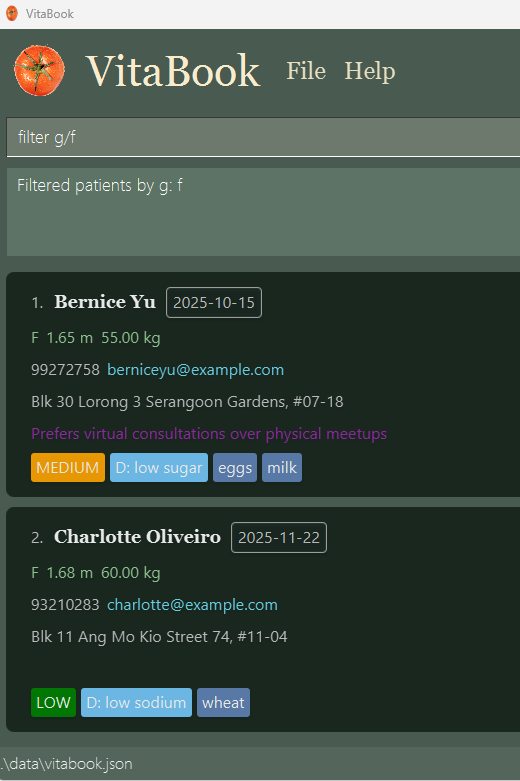 VitaBook
VitaBook File Help
filter g/f
Filtered patients by g: f
1. Bernice Yu 2025-10-15
F 1.65 m 55.00 kg
99272758 berniceyu@example.com
Blk 30 Lorong 3 Serangoon Gardens, #07-18
Prefers virtual consultations over physical meetups
MEDIUM D: low sugar eggs milk
2. Charlotte Oliveiro 2025-11-22
F 1.68 m 60.00 kg
93210283 charlotte@example.com
Blk 11 Ang Mo Kio Street 74, #11-04
LOW D: low sodium wheat
.\data\vitabook.json